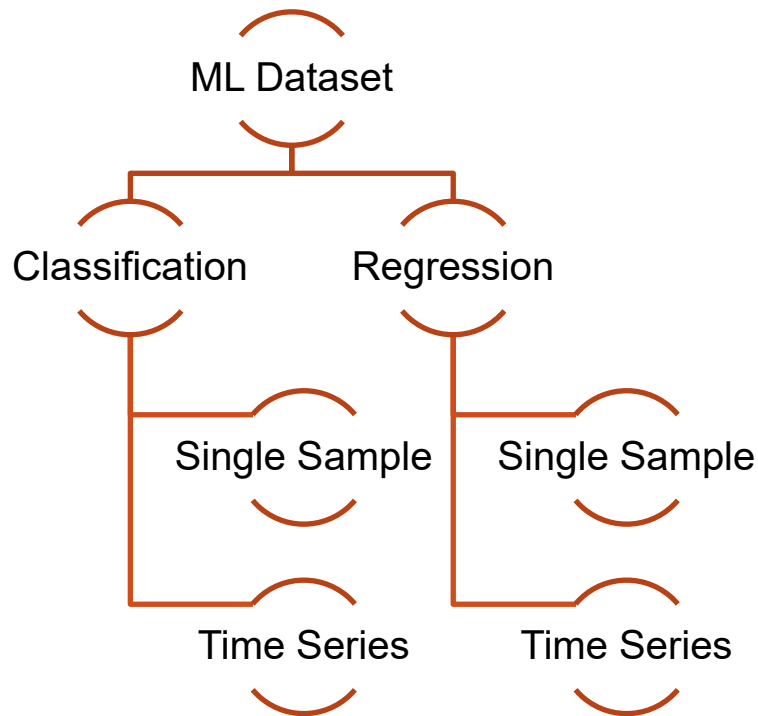 ML Dataset
Classification
Regression
Single Sample
Single Sample
Time Series
Time Series